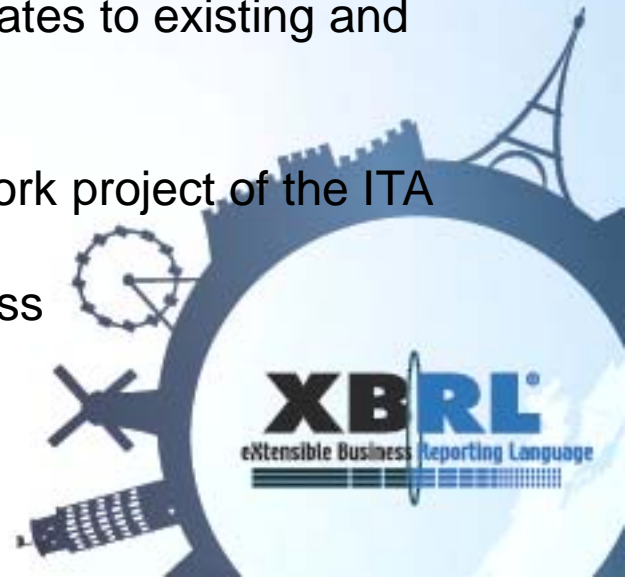 ates to existing and
ork project of the ITA
ss
XBRL®
eXtensible Business Reporting Language